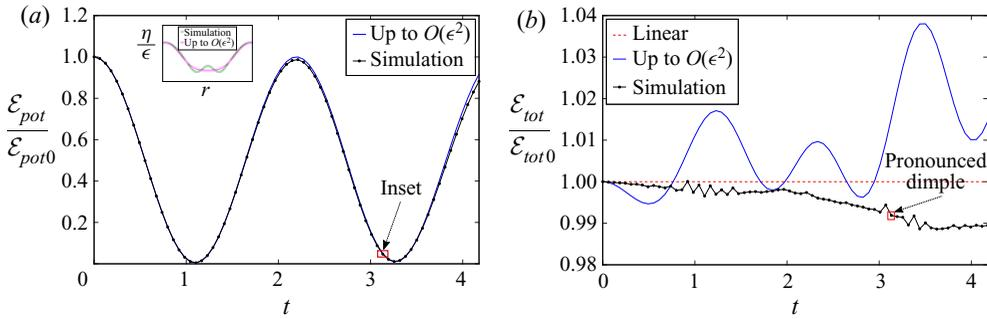 (a)
1.2
1.0
0.8
0.6
0.4
0.2
0
ℰpot
ℰpot0
η
ϵ
Simulation
Up to O(ϵ²)
r
Up to O(ϵ²)
Simulation
Inset
0 1 2 3 4
t
(b)
1.04
1.03
1.02
1.01
1.00
0.99
0.98
ℰtot
ℰtot0
Linear
Up to O(ϵ²)
Simulation
Pronounced
dimple
0 1 2 3 4
t